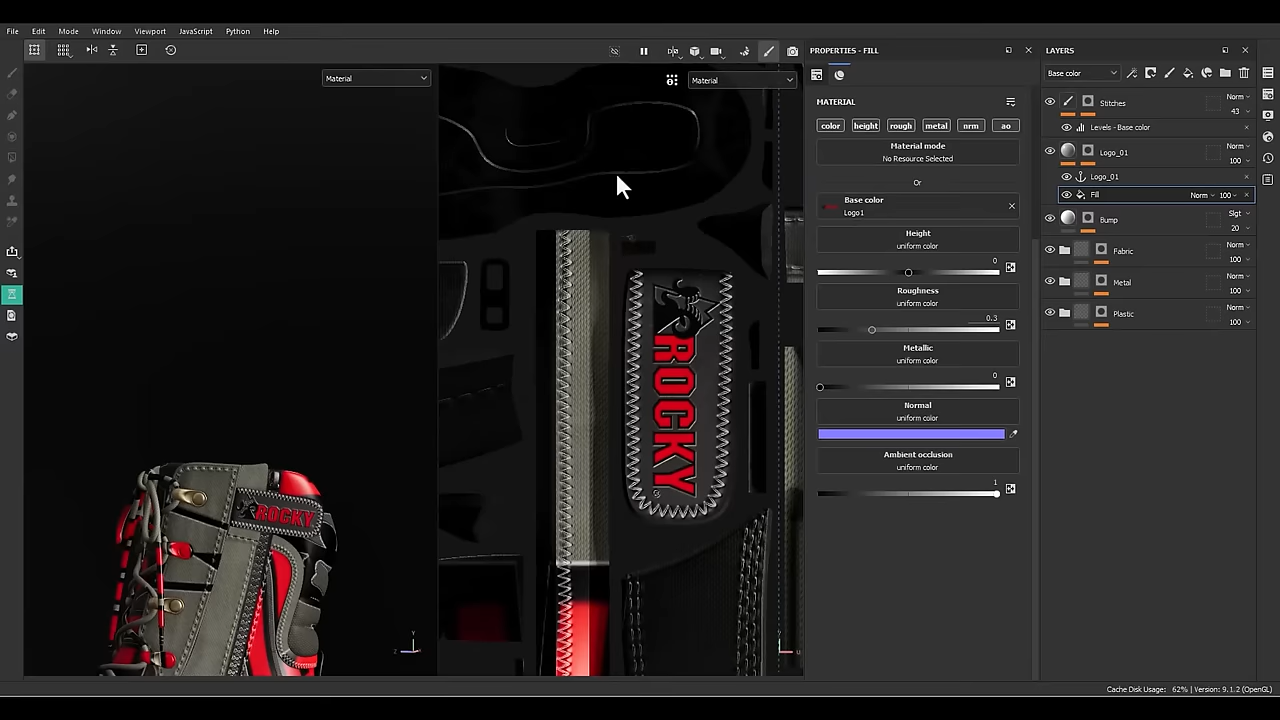 File Edit Mode Window Viewport JavaScript Python Help
Material
Material
ROCKY
ROCKY
PROPERTIES - FILL
MATERIAL
color height rough metal nrm ao
Material mode
No Resource Selected
Or
Base color
Logo1
Height
uniform color
0
Roughness
uniform color
0.3
Metallic
uniform color
0
Normal
uniform color
Ambient occlusion
uniform color
1
LAYERS
Base color
Stitches Norm 43
Levels - Base color
Logo_01 Norm 100
Logo_01
Fill Norm 100
Bump Slgt 20
Fabric Norm 100
Metal Norm 100
Plastic Norm 100
Cache Disk Usage: 62% | Version: 9.1.2 (OpenGL)